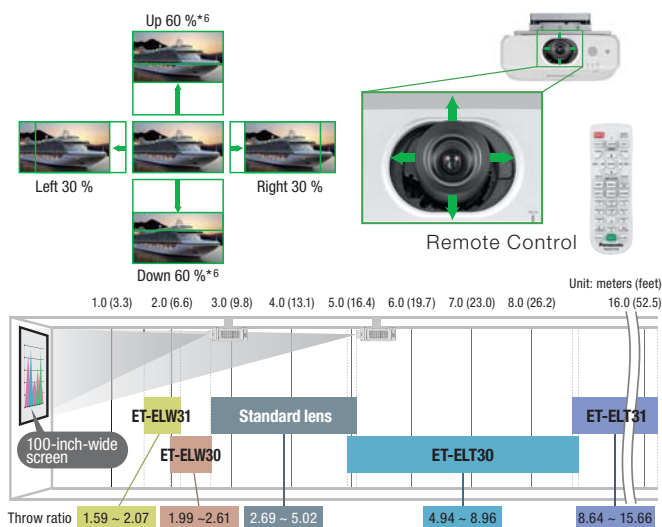 Up 60 %*6
Left 30 %
Right 30 %
Down 60 %*6
Remote Control
Panasonic
Unit: meters (feet)
1.0 (3.3) 2.0 (6.6) 3.0 (9.8) 4.0 (13.1) 5.0 (16.4) 6.0 (19.7) 7.0 (23.0) 8.0 (26.2) 16.0 (52.5)
ET-ELW31 Standard lens ET-ELT31
100-inch-wide
screen
ET-ELW30 ET-ELT30
Throw ratio 1.59 ~ 2.07 1.99 ~ 2.61 2.69 ~ 5.02 4.94 ~ 8.96 8.64 ~ 15.66